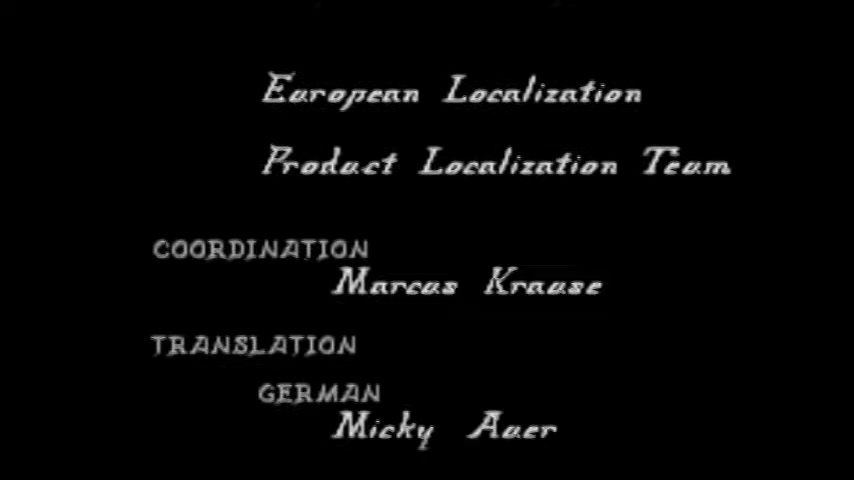 European Localization
Product Localization Team
COORDINATION
Marcus Krause
TRANSLATION
GERMAN
Micky Auer